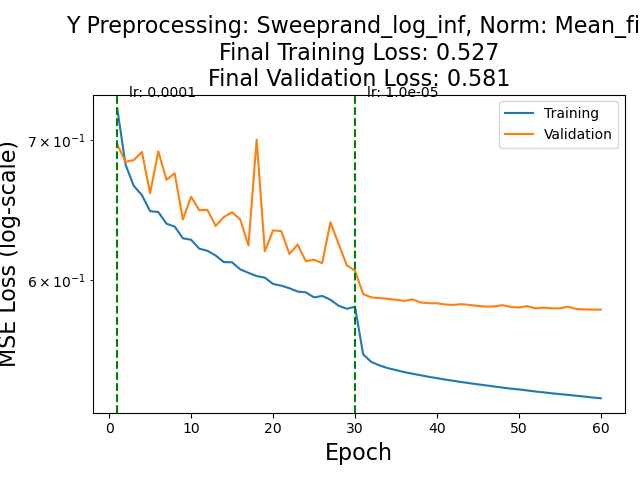 Y Preprocessing: Sweeprand_log_inf, Norm: Mean_fi
Final Training Loss: 0.527
Final Validation Loss: 0.581
lr: 0.0001
lr: 1.0e-05
Training
Validation
7 × 10⁻¹
6 × 10⁻¹
MSE Loss (log-scale)
0 10 20 30 40 50 60
Epoch